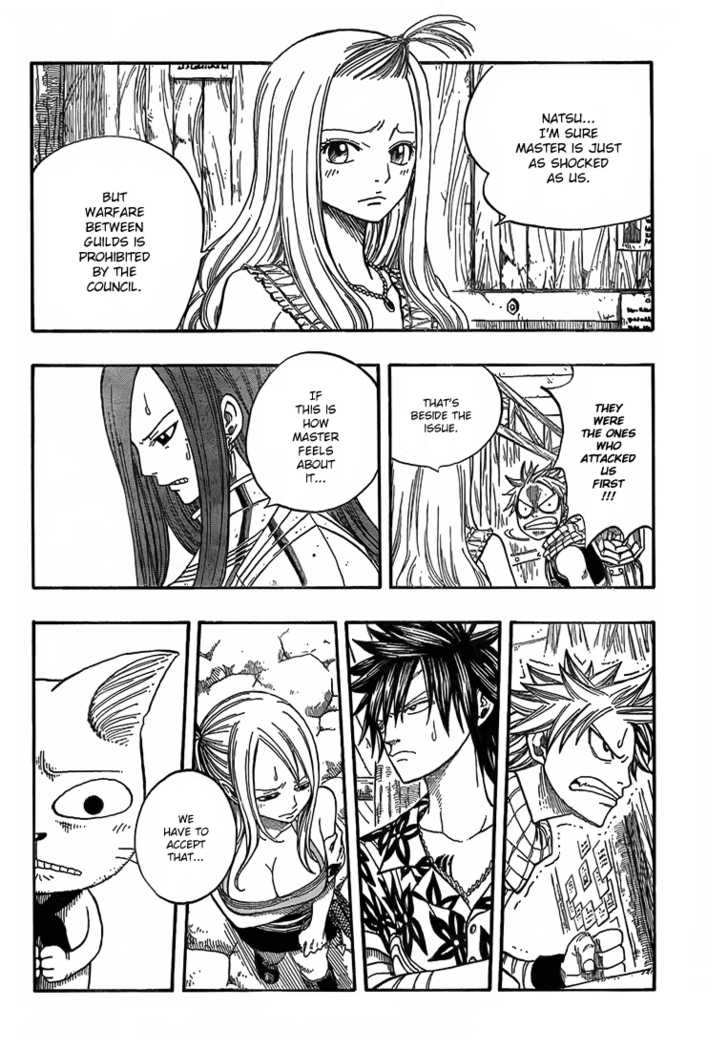 NATSU...
I'M SURE
MASTER IS JUST
AS SHOCKED
AS US.
BUT
WARFARE
BETWEEN
GUILDS IS
PROHIBITED
BY THE
COUNCIL.
THEY
WERE
THE ONES
WHO
ATTACKED
US
FIRST
!!!
THAT'S
BESIDE THE
ISSUE.
IF
THIS IS
HOW
MASTER
FEELS
ABOUT
IT...
WE
HAVE TO
ACCEPT
THAT...